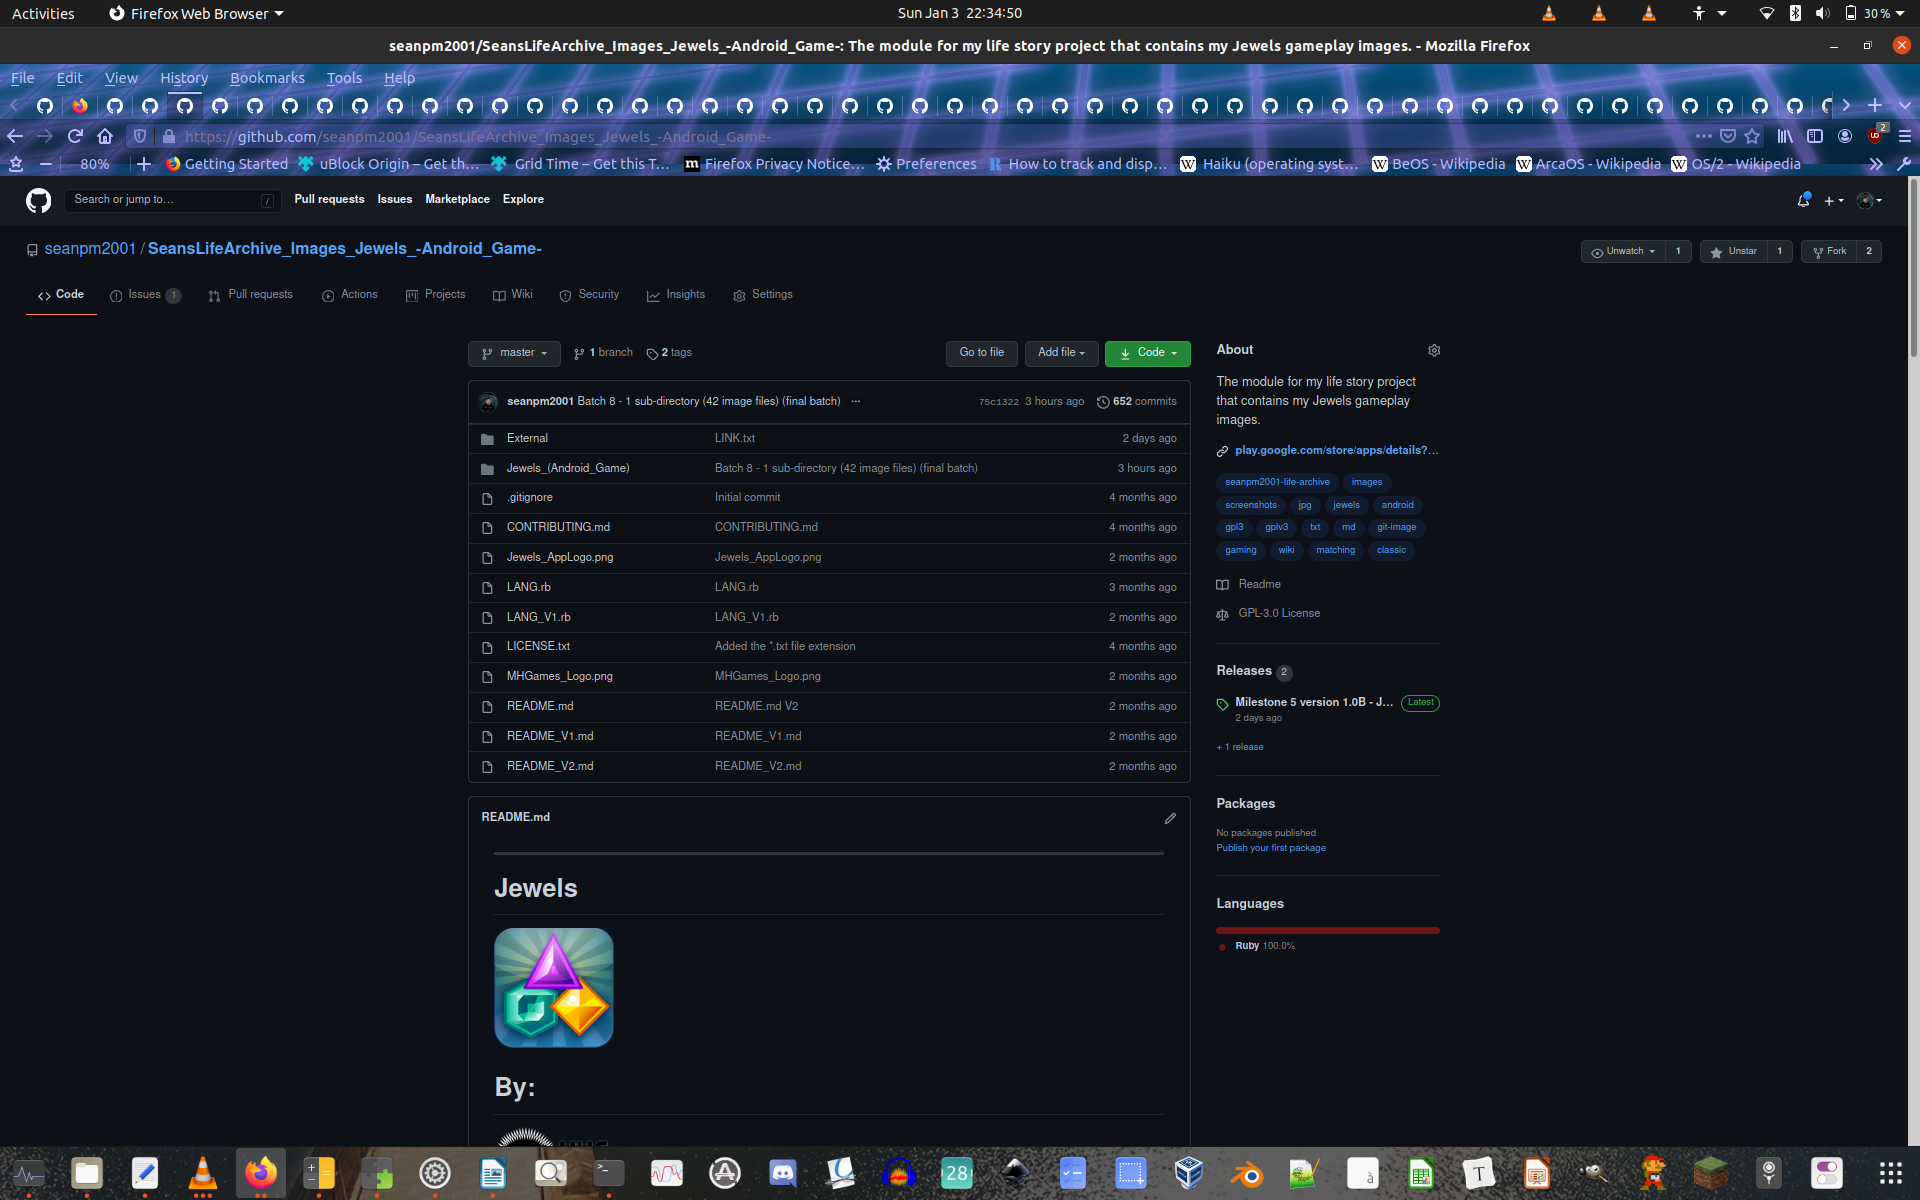 Activities Firefox Web Browser Sun Jan 3 22:34:50 30 %
seanpm2001/SeansLifeArchive_Images_Jewels_-Android_Game-: The module for my life story project that contains my Jewels gameplay images. - Mozilla Firefox
File Edit View History Bookmarks Tools Help
https://github.com/seanpm2001/SeansLifeArchive_Images_Jewels_-Android_Game- 2
80% Getting Started uBlock Origin – Get th… Grid Time – Get this T… Firefox Privacy Notice… Preferences How to track and disp… Haiku (operating syst… BeOS - Wikipedia ArcaOS - Wikipedia OS/2 - Wikipedia
Search or jump to… / Pull requests Issues Marketplace Explore
seanpm2001 / SeansLifeArchive_Images_Jewels_-Android_Game- Unwatch 1 Unstar 1 Fork 2
Code Issues 1 Pull requests Actions Projects Wiki Security Insights Settings
master 1 branch 2 tags Go to file Add file Code
seanpm2001 Batch 8 - 1 sub-directory (42 image files) (final batch) ... 75c1322 3 hours ago 652 commits
External LINK.txt 2 days ago
Jewels_(Android_Game) Batch 8 - 1 sub-directory (42 image files) (final batch) 3 hours ago
.gitignore Initial commit 4 months ago
CONTRIBUTING.md CONTRIBUTING.md 4 months ago
Jewels_AppLogo.png Jewels_AppLogo.png 2 months ago
LANG.rb LANG.rb 3 months ago
LANG_V1.rb LANG_V1.rb 2 months ago
LICENSE.txt Added the *.txt file extension 4 months ago
MHGames_Logo.png MHGames_Logo.png 2 months ago
README.md README.md V2 2 months ago
README_V1.md README_V1.md 2 months ago
README_V2.md README_V2.md 2 months ago
README.md
Jewels
By:
About
The module for my life story project
that contains my Jewels gameplay
images.
play.google.com/store/apps/details?…
seanpm2001-life-archive images
screenshots jpg jewels android
gpl3 gplv3 txt md git-image
gaming wiki matching classic
Readme
GPL-3.0 License
Releases 2
Milestone 5 version 1.0B - J… Latest
2 days ago
+ 1 release
Packages
No packages published
Publish your first package
Languages
Ruby 100.0%
28